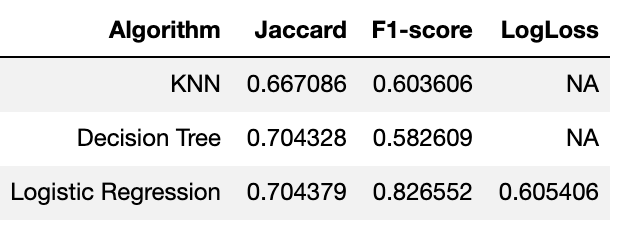 Algorithm Jaccard F1-score LogLoss
KNN 0.667086 0.603606 NA
Decision Tree 0.704328 0.582609 NA
Logistic Regression 0.704379 0.826552 0.605406